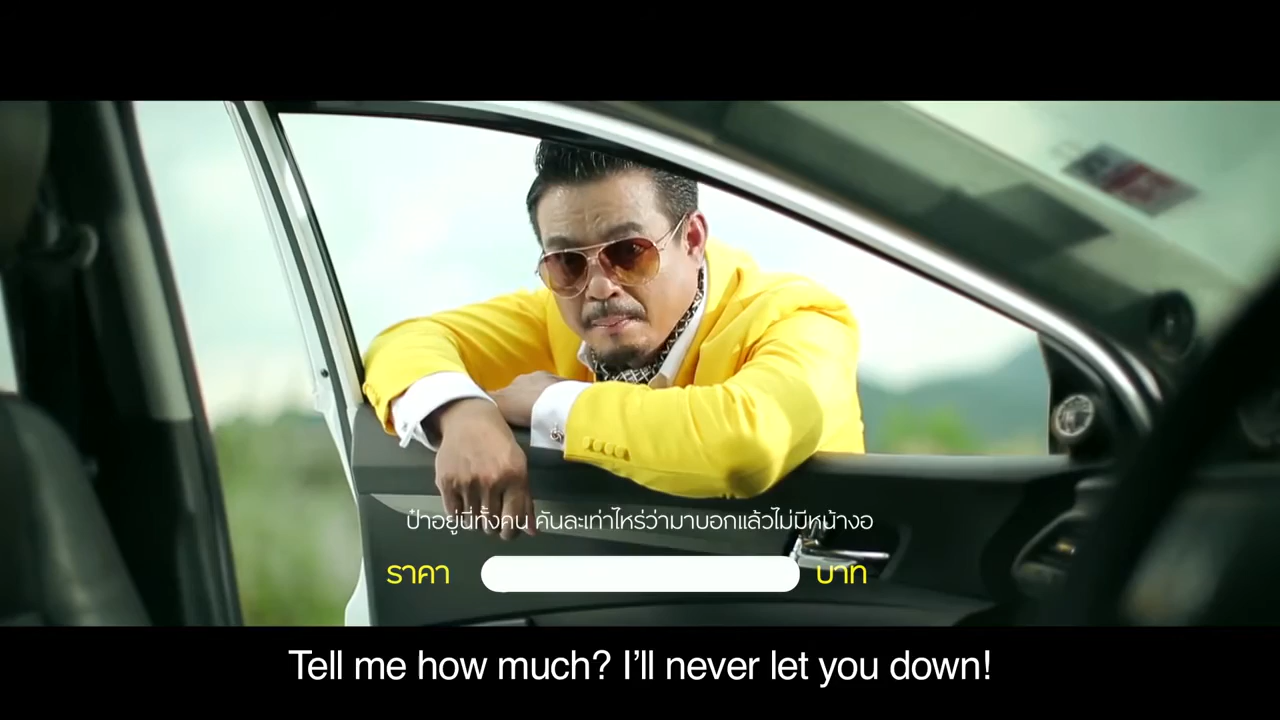 ป๋าอยู่นี่ทั้งคน คันละเท่าไหร่ว่ามาบอกแล้วไม่มีหน้างอ
ราคา บาท
Tell me how much? I’ll never let you down!